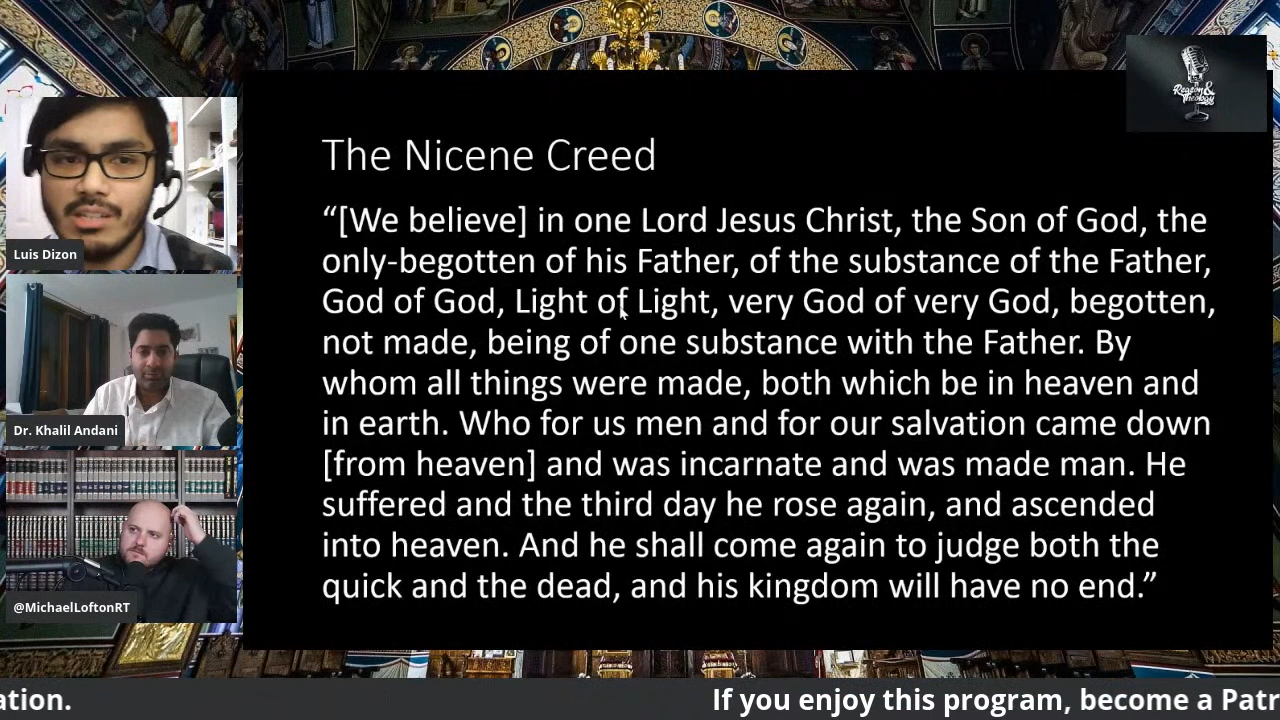 Reason &
Theology
The Nicene Creed
“[We believe] in one Lord Jesus Christ, the Son of God, the
only-begotten of his Father, of the substance of the Father,
God of God, Light of Light, very God of very God, begotten,
not made, being of one substance with the Father. By
whom all things were made, both which be in heaven and
in earth. Who for us men and for our salvation came down
[from heaven] and was incarnate and was made man. He
suffered and the third day he rose again, and ascended
into heaven. And he shall come again to judge both the
quick and the dead, and his kingdom will have no end.”
Luis Dizon
Dr. Khalil Andani
@MichaelLoftonRT
ation.
If you enjoy this program, become a Patr